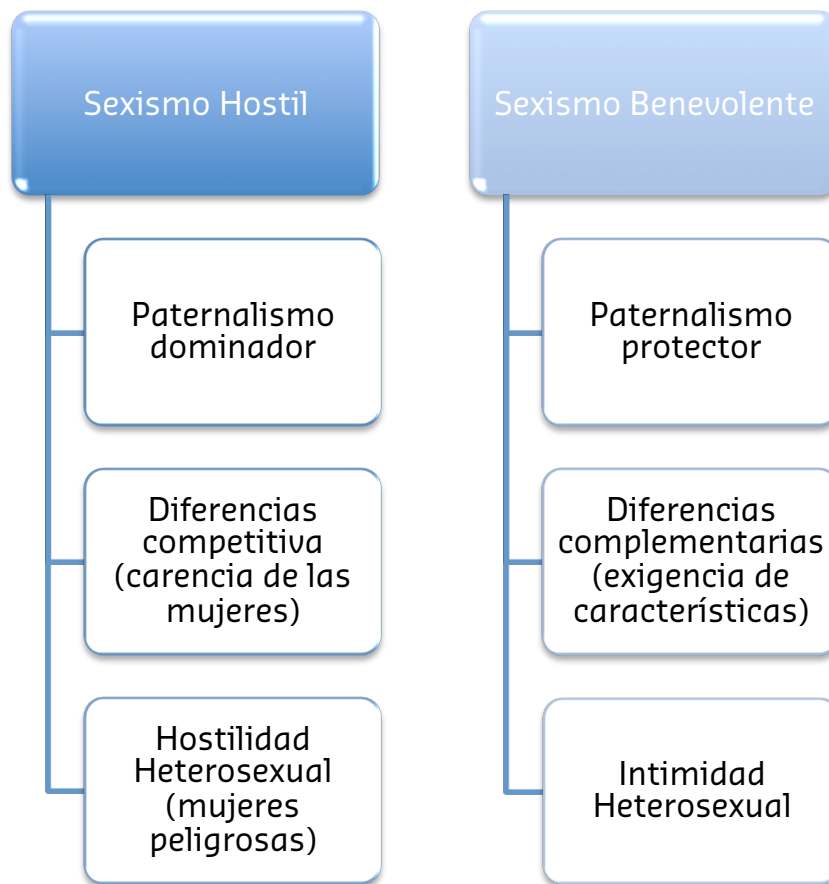 Sexismo Hostil
Paternalismo
dominador
Diferencias
competitiva
(carencia de las
mujeres)
Hostilidad
Heterosexual
(mujeres
peligrosas)
Sexismo Benevolente
Paternalismo
protector
Diferencias
complementarias
(exigencia de
características)
Intimidad
Heterosexual